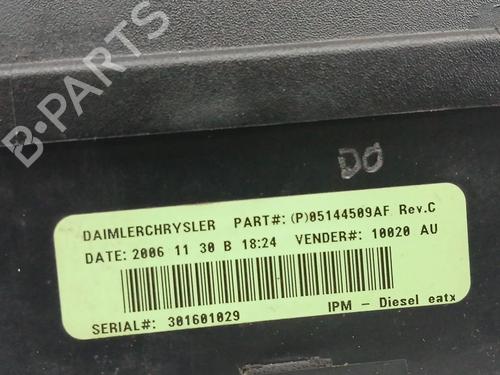 B-PARTS
DO
DAIMLERCHRYSLER PART#: (P)05144509AF Rev.C
DATE: 2006 11 30 B 18:24 VENDER#: 10020 AU
SERIAL#: 301601029 IPM - Diesel eatx